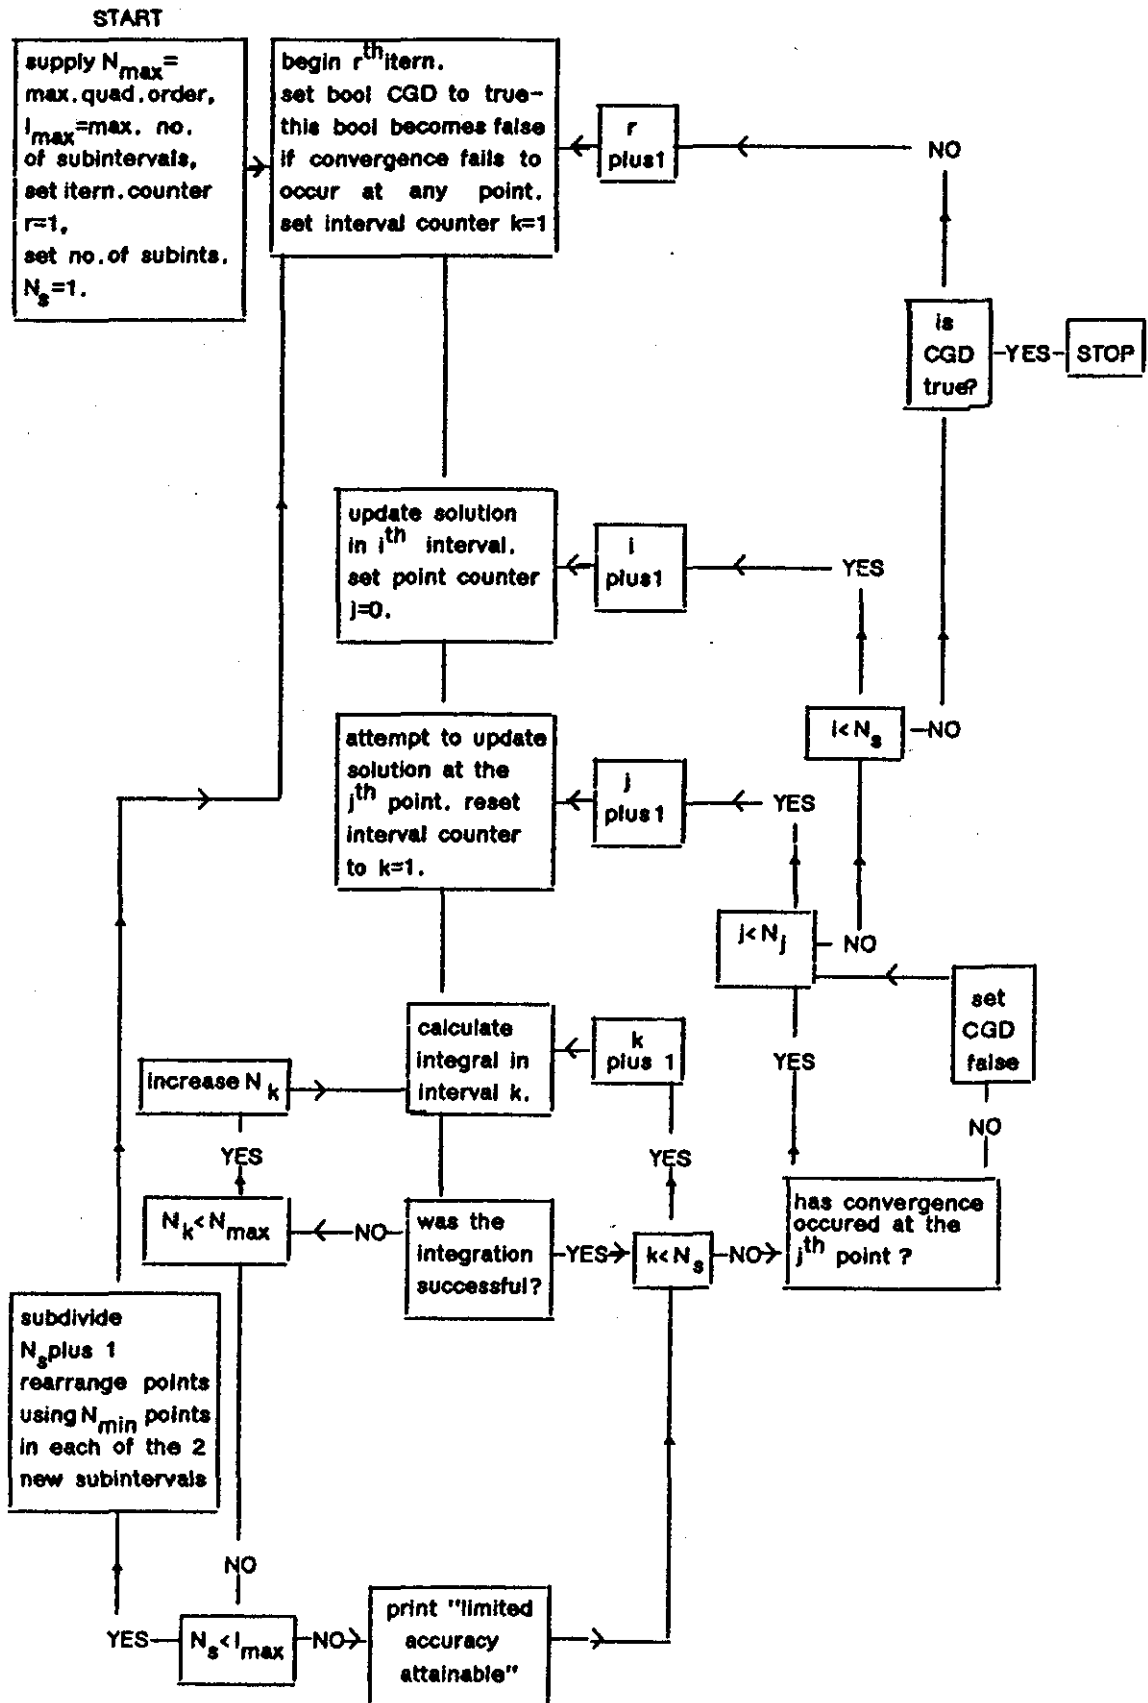 START
supply N_max=
max.quad.order,
I_max=max. no.
of subintervals,
set itern.counter
r=1,
set no.of subints.
N_s=1.
begin r^th itern.
set bool CGD to true-
this bool becomes false
if convergence fails to
occur at any point.
set interval counter k=1
r
plus1
NO
is
CGD
true?
YES
STOP
update solution
in i^th interval.
set point counter
j=0.
i
plus1
YES
i<N_s
NO
attempt to update
solution at the
j^th point. reset
interval counter
to k=1.
j
plus1
YES
j<N_j
NO
set
CGD
false
calculate
integral in
interval k.
k
plus 1
YES
increase N_k
NO
YES
YES
N_k<N_max
NO
was the
integration
successful?
YES
k<N_s
NO
has convergence
occured at the
j^th point ?
subdivide
N_s plus 1
rearrange points
using N_min points
in each of the 2
new subintervals
NO
YES
N_s<I_max
NO
print "limited
accuracy
attainable"